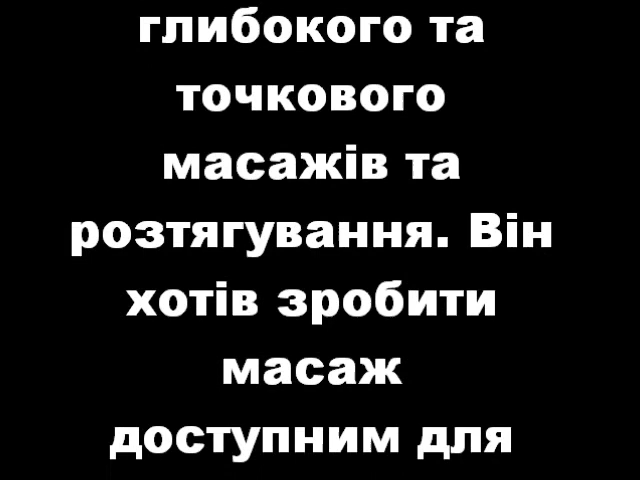 глибокого та
точкового
масажів та
розтягування. Він
хотів зробити
масаж
доступним для